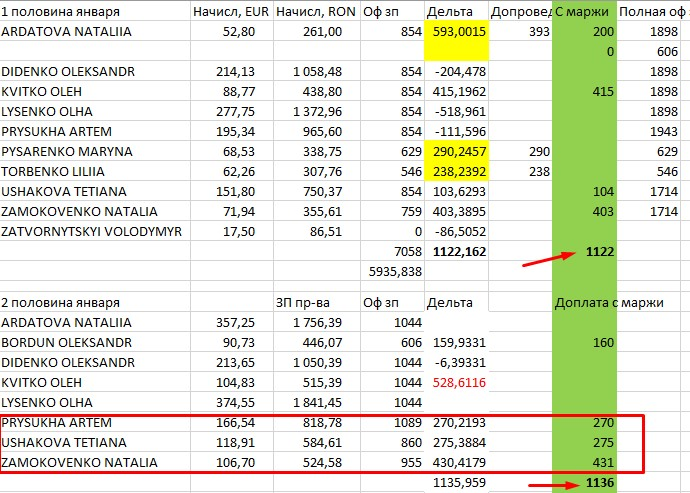 1 половина января Начисл, EUR Начисл, RON Оф зп Дельта Допровед С маржи Полная оф з
ARDATOVA NATALIIA 52,80 261,00 854 593,0015 393 200 1898
0 606
DIDENKO OLEKSANDR 214,13 1 058,48 854 -204,478 1898
KVITKO OLEH 88,77 438,80 854 415,1962 415 1898
LYSENKO OLHA 277,75 1 372,96 854 -518,961 1898
PRYSUKHA ARTEM 195,34 965,60 854 -111,596 1943
PYSARENKO MARYNA 68,53 338,75 629 290,2457 290 629
TORBENKO LILIIA 62,26 307,76 546 238,2392 238 546
USHAKOVA TETIANA 151,80 750,37 854 103,6293 104 1714
ZAMOKOVENKO NATALIA 71,94 355,61 759 403,3895 403 1714
ZATVORNYTSKYI VOLODYMYR 17,50 86,51 0 -86,5052
7058 1122,162 1122
5935,838
2 половина января ЗП пр-ва Оф зп Дельта Доплата с маржи
ARDATOVA NATALIIA 357,25 1 756,39 1044
BORDUN OLEKSANDR 90,73 446,07 606 159,9331 160
DIDENKO OLEKSANDR 213,65 1 050,39 1044 -6,39331
KVITKO OLEH 104,83 515,39 1044 528,6116
LYSENKO OLHA 374,55 1 841,45 1044
PRYSUKHA ARTEM 166,54 818,78 1089 270,2193 270
USHAKOVA TETIANA 118,91 584,61 860 275,3884 275
ZAMOKOVENKO NATALIA 106,70 524,58 955 430,4179 431
1135,959 1136